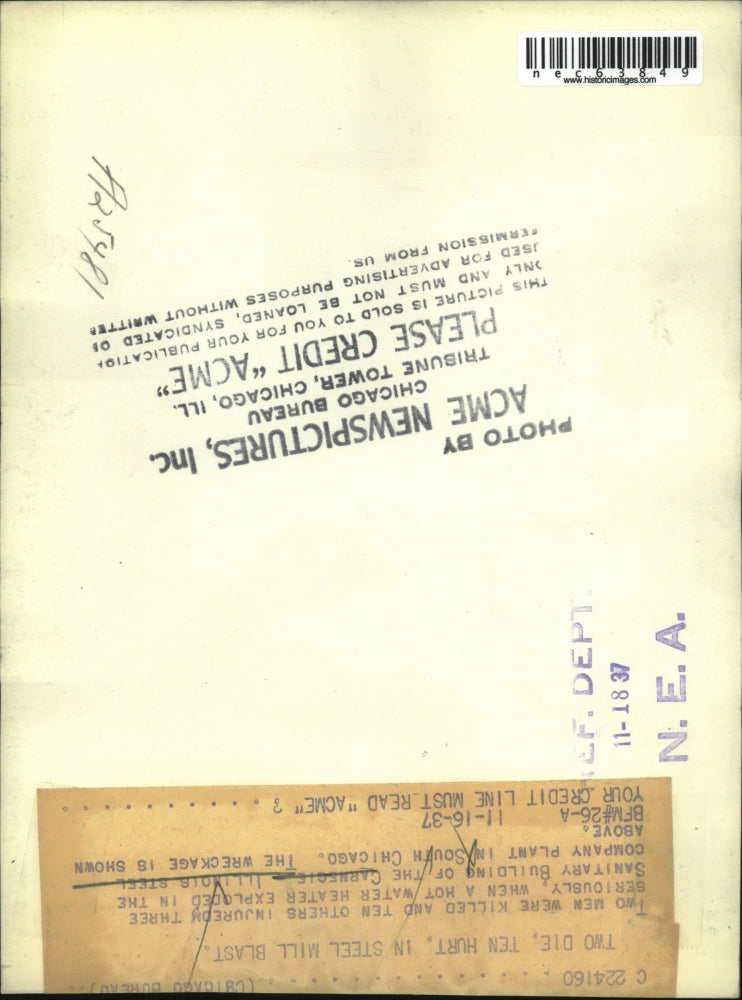 nec63849
www.historicimages.com
A25481
PHOTO BY
ACME NEWSPICTURES, Inc.
CHICAGO BUREAU
TRIBUNE TOWER, CHICAGO, ILL.
PLEASE CREDIT "ACME"
THIS PICTURE IS SOLD TO YOU FOR YOUR PUBLICATION
ONLY AND MUST NOT BE LOANED, SYNDICATED OR
USED FOR ADVERTISING PURPOSES WITHOUT WRITTEN
PERMISSION FROM US.
REF. DEPT.
11-18 37
N. E. A.
C 224160 . . . . . . . . . . (CHICAGO BUREAU).
TWO DIE, TEN HURT, IN STEEL MILL BLAST.
TWO MEN WERE KILLED AND TEN OTHERS INJUREDM THREE
SERIOUSLY, WHEN A HOT WATER HEATER EXPLODED IN THE
SANITARY BUILDING OF THE CARNEGIE ILLINOIS STEEL
COMPANY PLANT IN SOUTH CHICAGO. THE WRECKAGE IS SHOWN
ABOVE.
BFM#26-A 11-16-37
YOUR CREDIT LINE MUST READ "ACME" ? . . . . . . . . . .